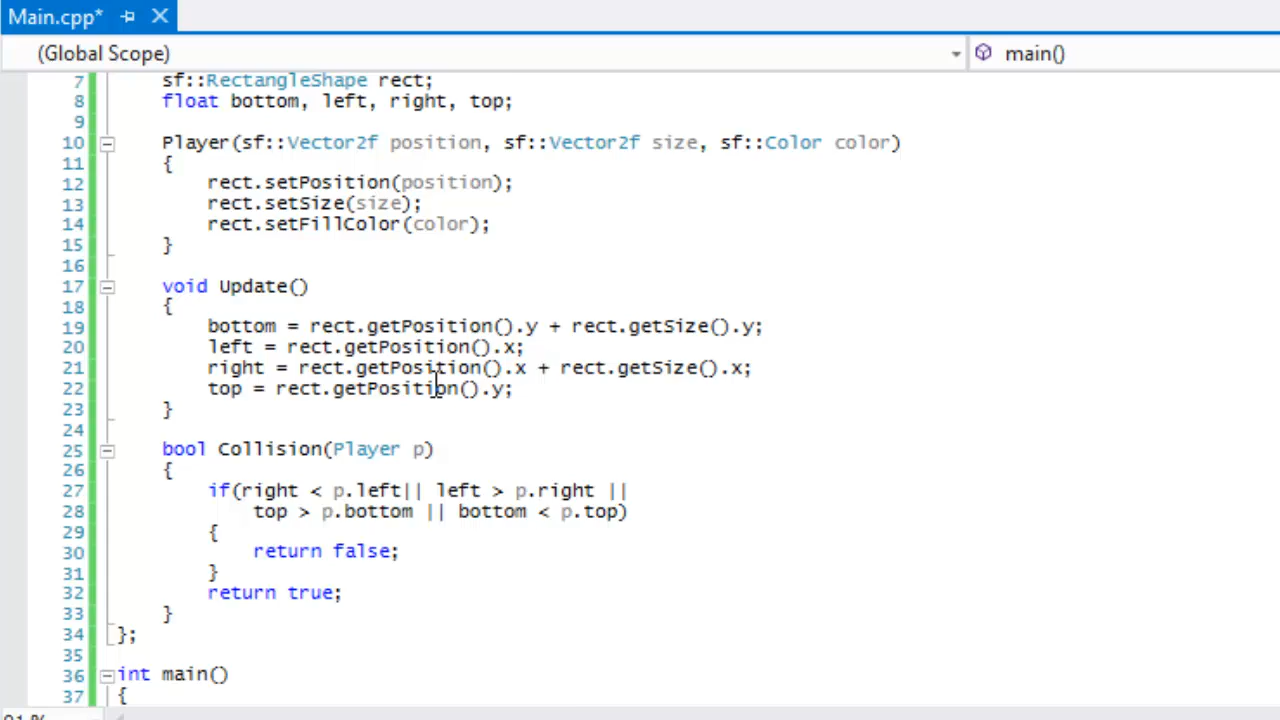 Main.cpp*
(Global Scope) main()
7 sf::RectangleShape rect;
8 float bottom, left, right, top;
9
10 Player(sf::Vector2f position, sf::Vector2f size, sf::Color color)
11 {
12 rect.setPosition(position);
13 rect.setSize(size);
14 rect.setFillColor(color);
15 }
16
17 void Update()
18 {
19 bottom = rect.getPosition().y + rect.getSize().y;
20 left = rect.getPosition().x;
21 right = rect.getPosition().x + rect.getSize().x;
22 top = rect.getPosition().y;
23 }
24
25 bool Collision(Player p)
26 {
27 if(right < p.left|| left > p.right ||
28 top > p.bottom || bottom < p.top)
29 {
30 return false;
31 }
32 return true;
33 }
34 };
35
36 int main()
37 {